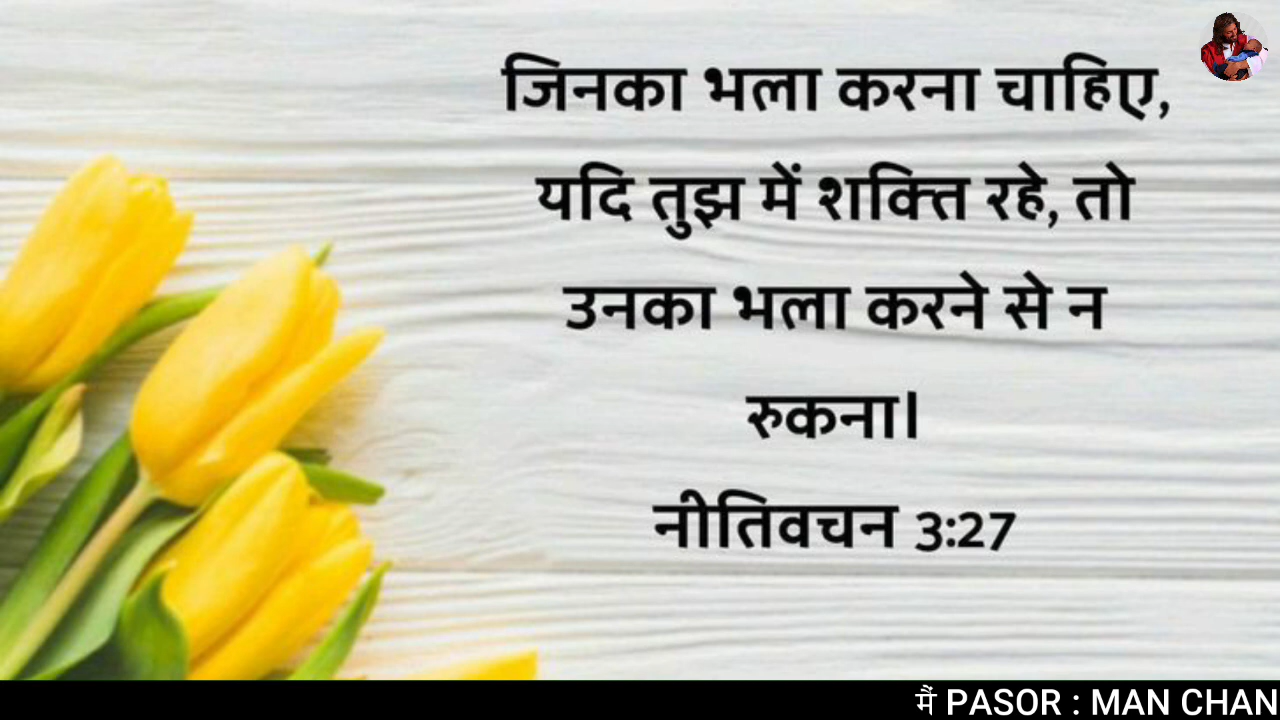 जिनका भला करना चाहिए,
यदि तुझ में शक्ति रहे, तो
उनका भला करने से न
रुकना।
नीतिवचन 3:27
मैं PASOR : MAN CHAN